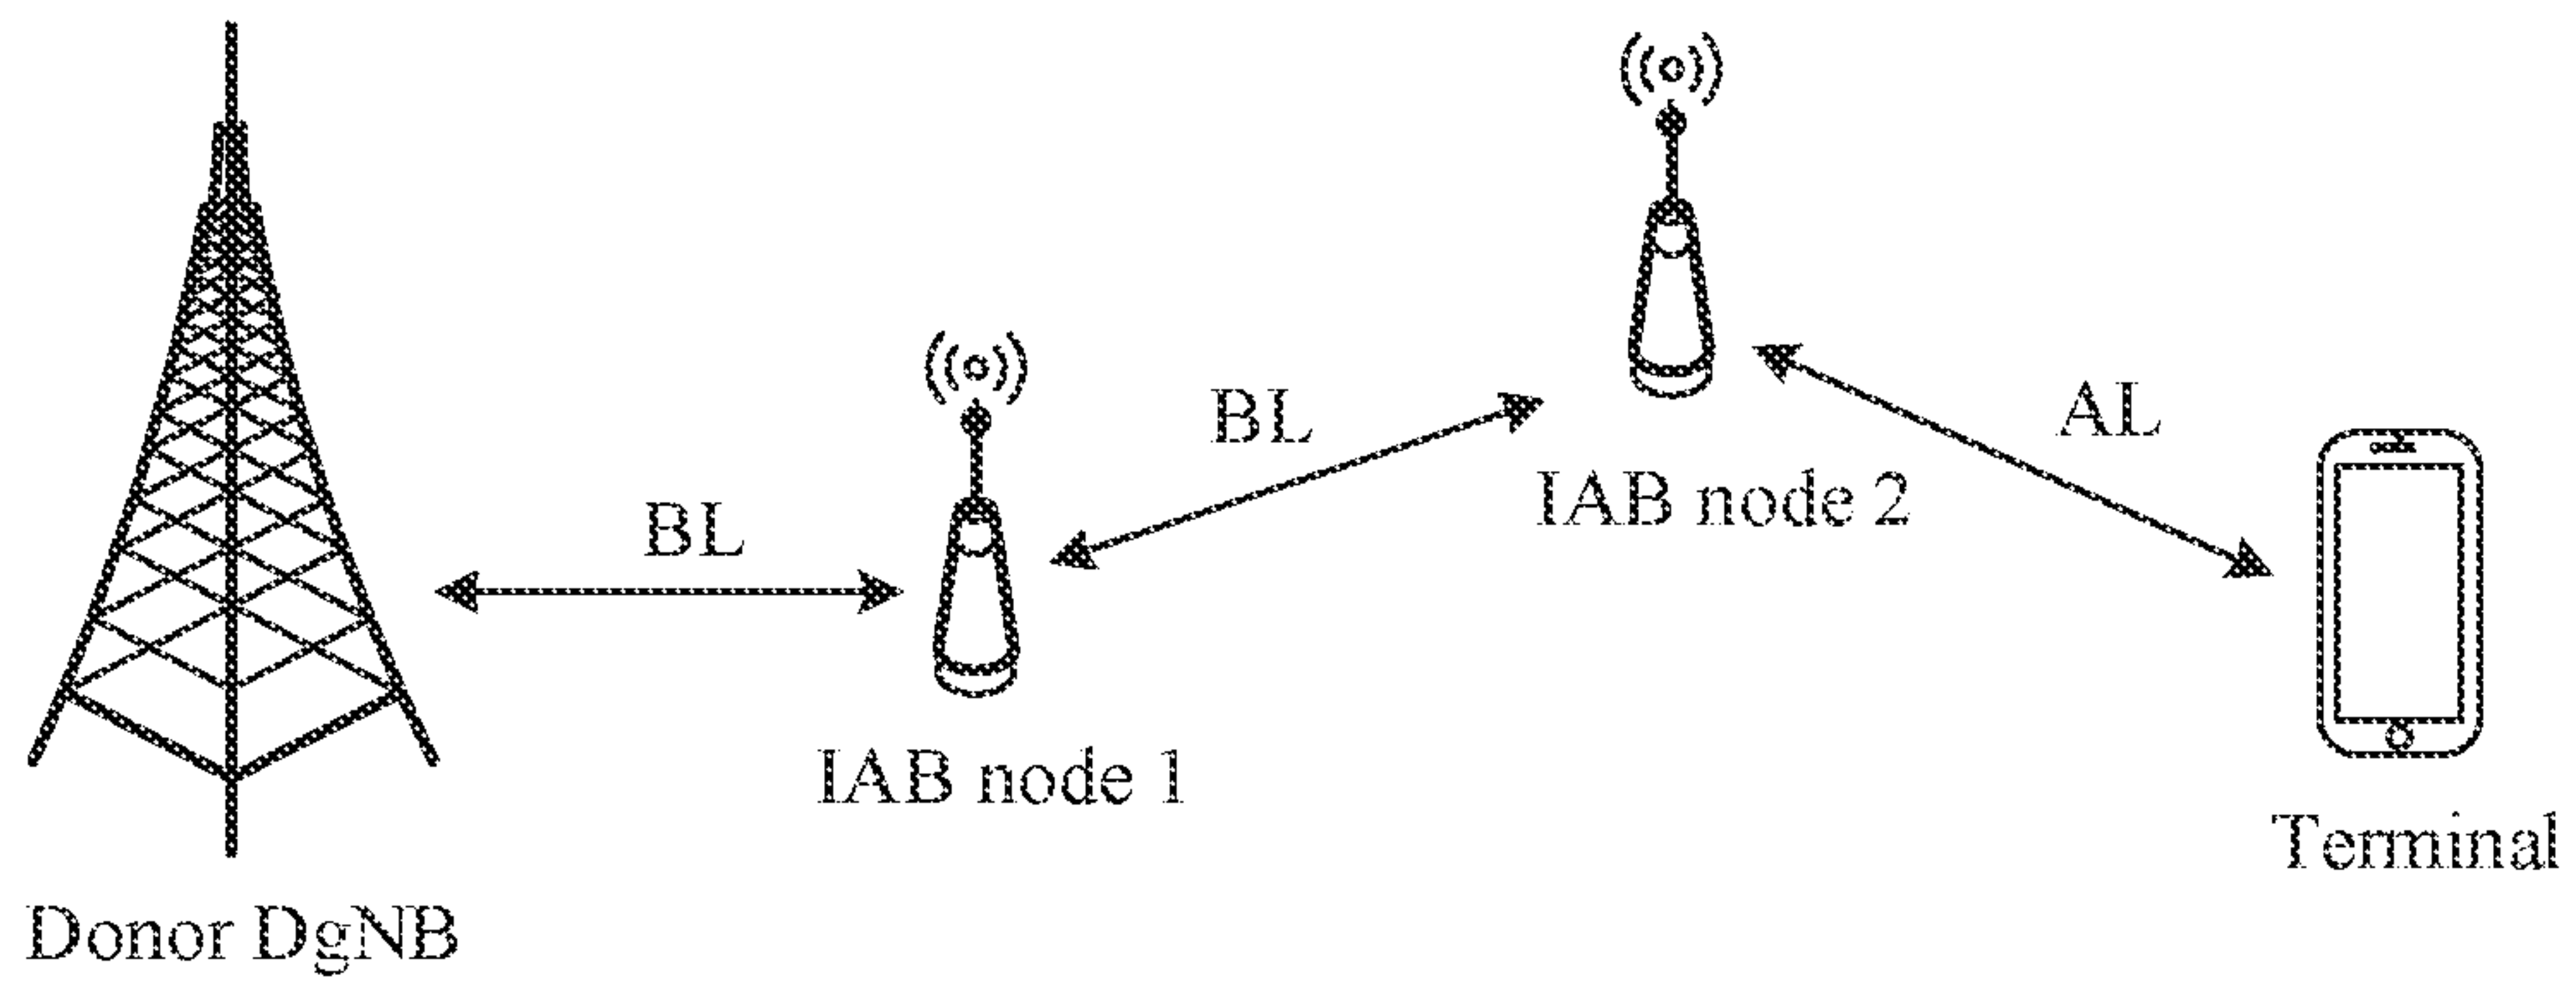 BL
BL
AL
IAB node 1
IAB node 2
Terminal
Donor DgNB